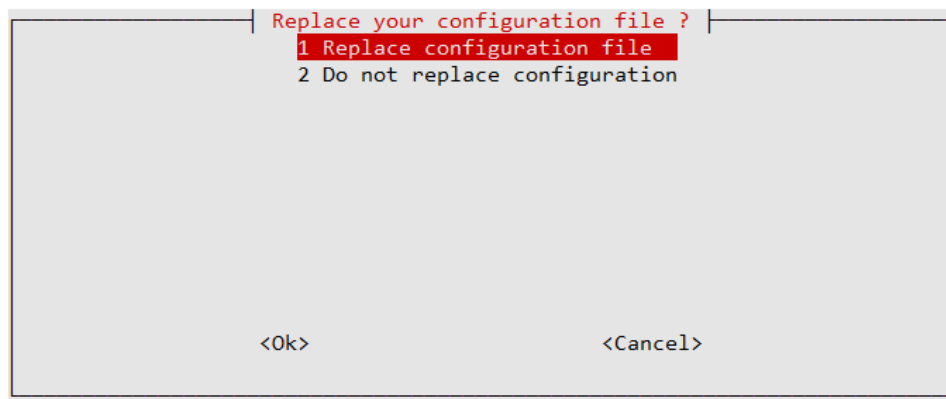 Replace your configuration file ?
1 Replace configuration file
2 Do not replace configuration
<Ok> <Cancel>